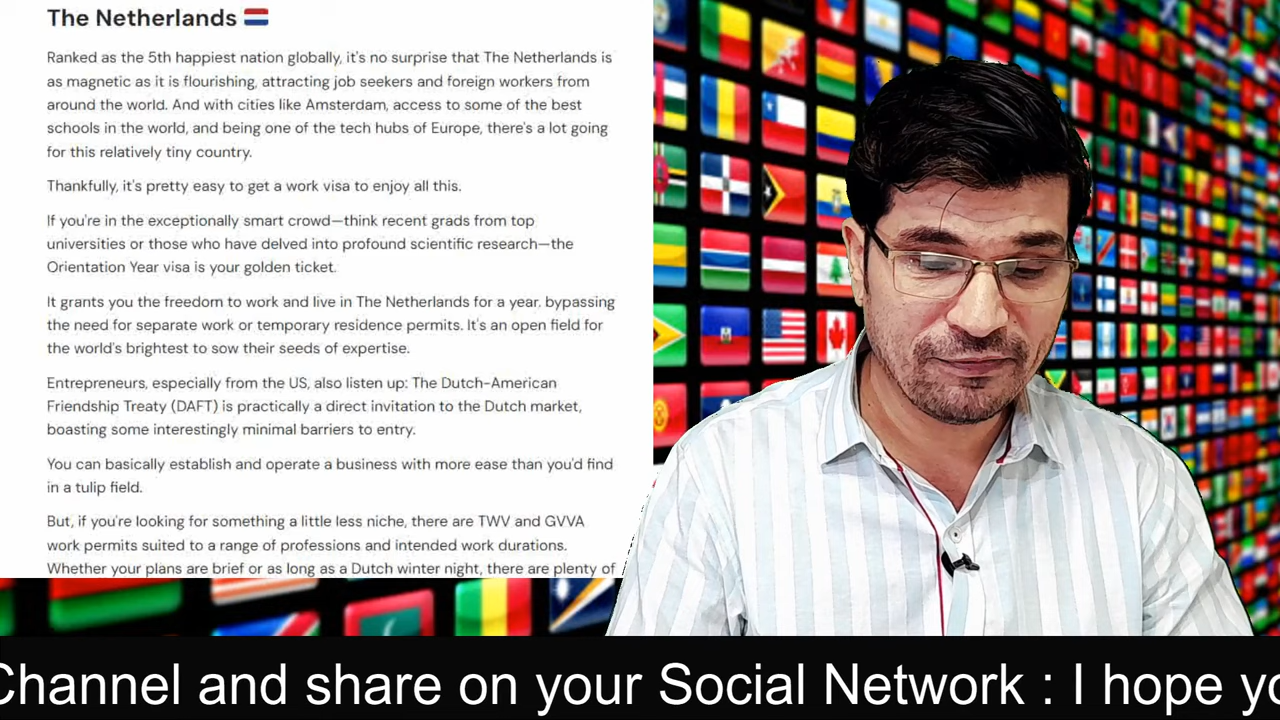 The Netherlands
Ranked as the 5th happiest nation globally, it's no surprise that The Netherlands is
as magnetic as it is flourishing, attracting job seekers and foreign workers from
around the world. And with cities like Amsterdam, access to some of the best
schools in the world, and being one of the tech hubs of Europe, there's a lot going
for this relatively tiny country.
Thankfully, it's pretty easy to get a work visa to enjoy all this.
If you're in the exceptionally smart crowd—think recent grads from top
universities or those who have delved into profound scientific research—the
Orientation Year visa is your golden ticket.
It grants you the freedom to work and live in The Netherlands for a year. bypassing
the need for separate work or temporary residence permits. It's an open field for
the world's brightest to sow their seeds of expertise.
Entrepreneurs, especially from the US, also listen up: The Dutch-American
Friendship Treaty (DAFT) is practically a direct invitation to the Dutch market,
boasting some interestingly minimal barriers to entry.
You can basically establish and operate a business with more ease than you'd find
in a tulip field.
But, if you're looking for something a little less niche, there are TWV and GVVA
work permits suited to a range of professions and intended work durations.
Whether your plans are brief or as long as a Dutch winter night, there are plenty of
Channel and share on your Social Network : I hope yo